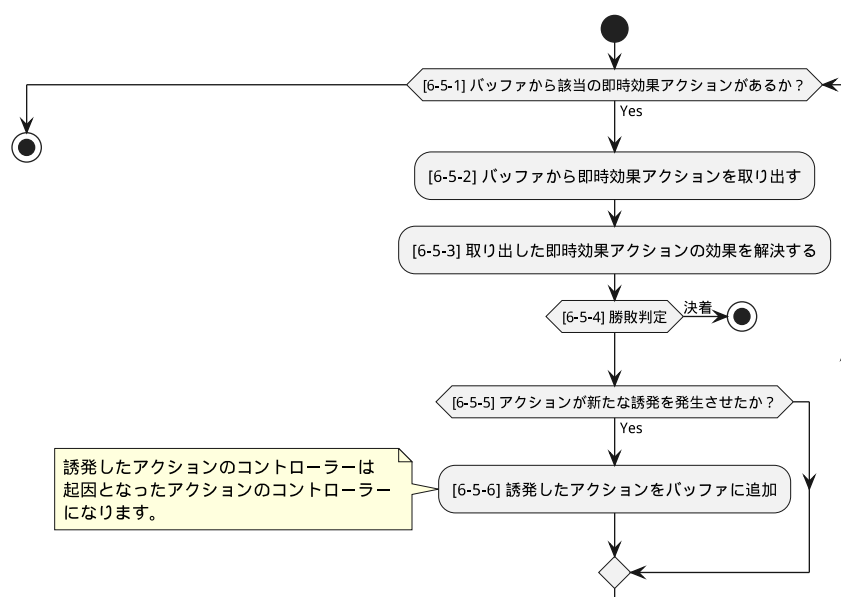 [6-5-1] バッファから該当の即時効果アクションがあるか？
Yes
[6-5-2] バッファから即時効果アクションを取り出す
[6-5-3] 取り出した即時効果アクションの効果を解決する
[6-5-4] 勝敗判定
決着
[6-5-5] アクションが新たな誘発を発生させたか？
Yes
誘発したアクションのコントローラーは
起因となったアクションのコントローラー
になります。
[6-5-6] 誘発したアクションをバッファに追加